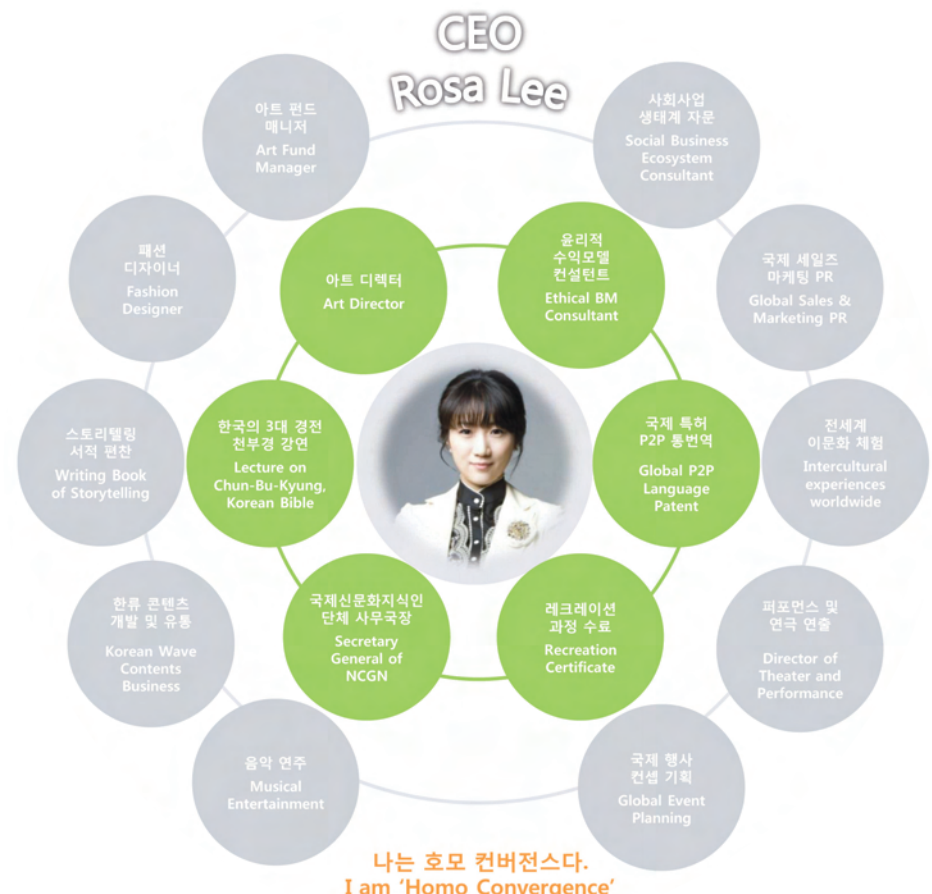 CEO
Rosa Lee
아트 펀드
매니저
Art Fund
Manager
사회사업
생태계 자문
Social Business
Ecosystem
Consultant
패션
디자이너
Fashion
Designer
아트 디렉터
Art Director
윤리적
수익모델
컨설턴트
Ethical BM
Consultant
국제 세일즈
마케팅 PR
Global Sales &
Marketing PR
스토리텔링
서적 편찬
Writing Book
of Storytelling
한국의 3대 경전
천부경 강연
Lecture on
Chun-Bu-Kyung,
Korean Bible
국제 특허
P2P 통번역
Global P2P
Language
Patent
전세계
이문화 체험
Intercultural
experiences
worldwide
한류 콘텐츠
개발 및 유통
Korean Wave
Contents
Business
국제신문화지식인
단체 사무국장
Secretary
General of
NCGN
레크레이션
과정 수료
Recreation
Certificate
퍼포먼스 및
연극 연출
Director of
Theater and
Performance
음악 연주
Musical
Entertainment
국제 행사
컨셉 기획
Global Event
Planning
나는 호모 컨버전스다.
I am ‘Homo Convergence’